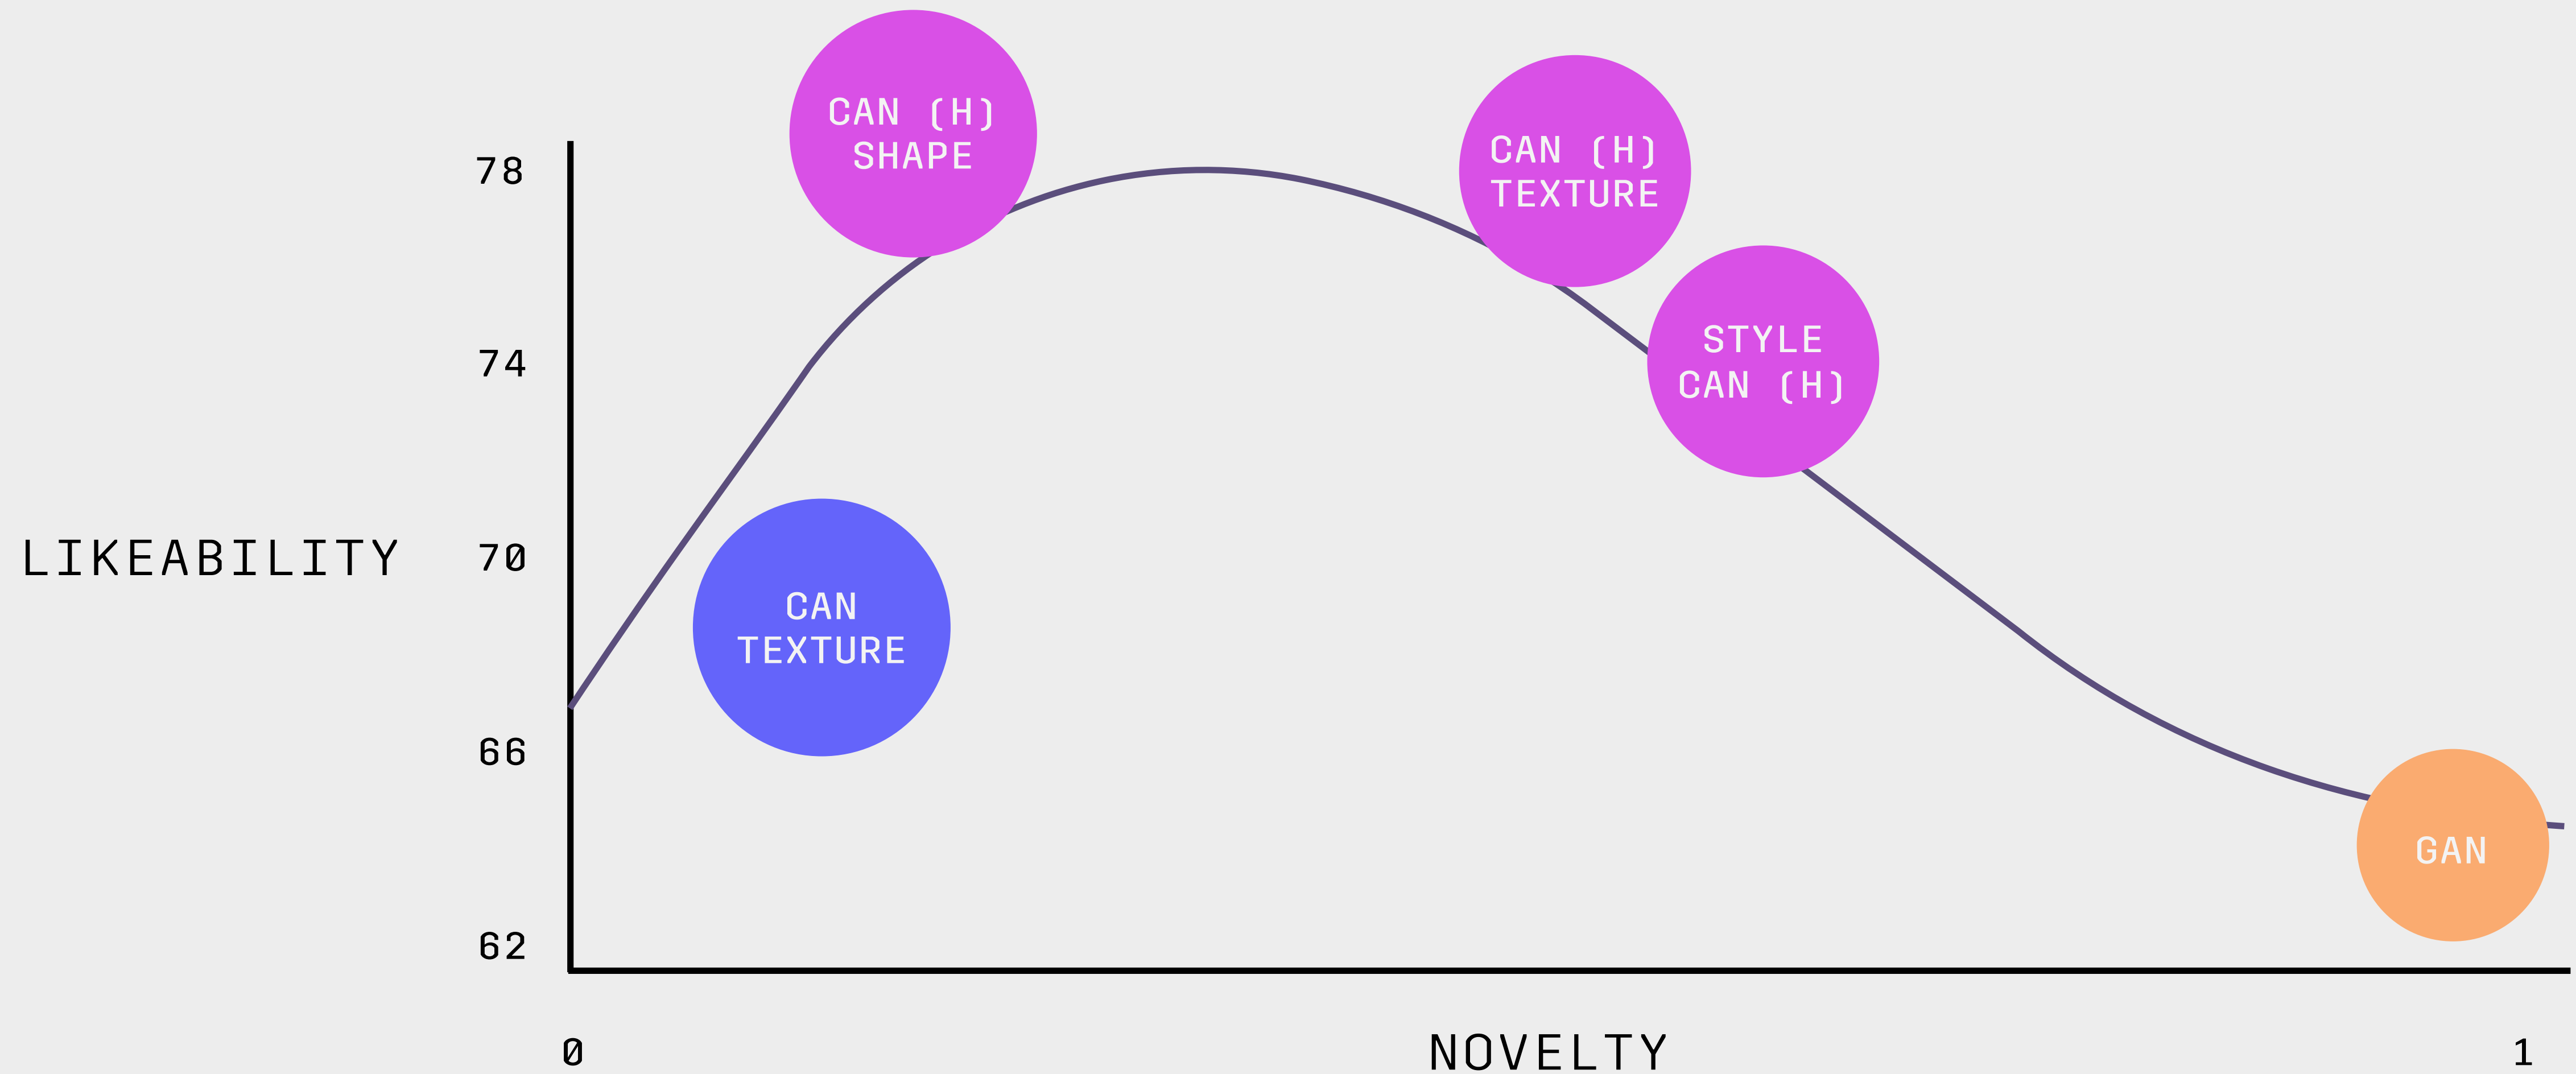 CAN (H)
SHAPE
CAN (H)
TEXTURE
78
STYLE
CAN (H)
74
LIKEABILITY
70
CAN
TEXTURE
66
GAN
62
0
NOVELTY
1